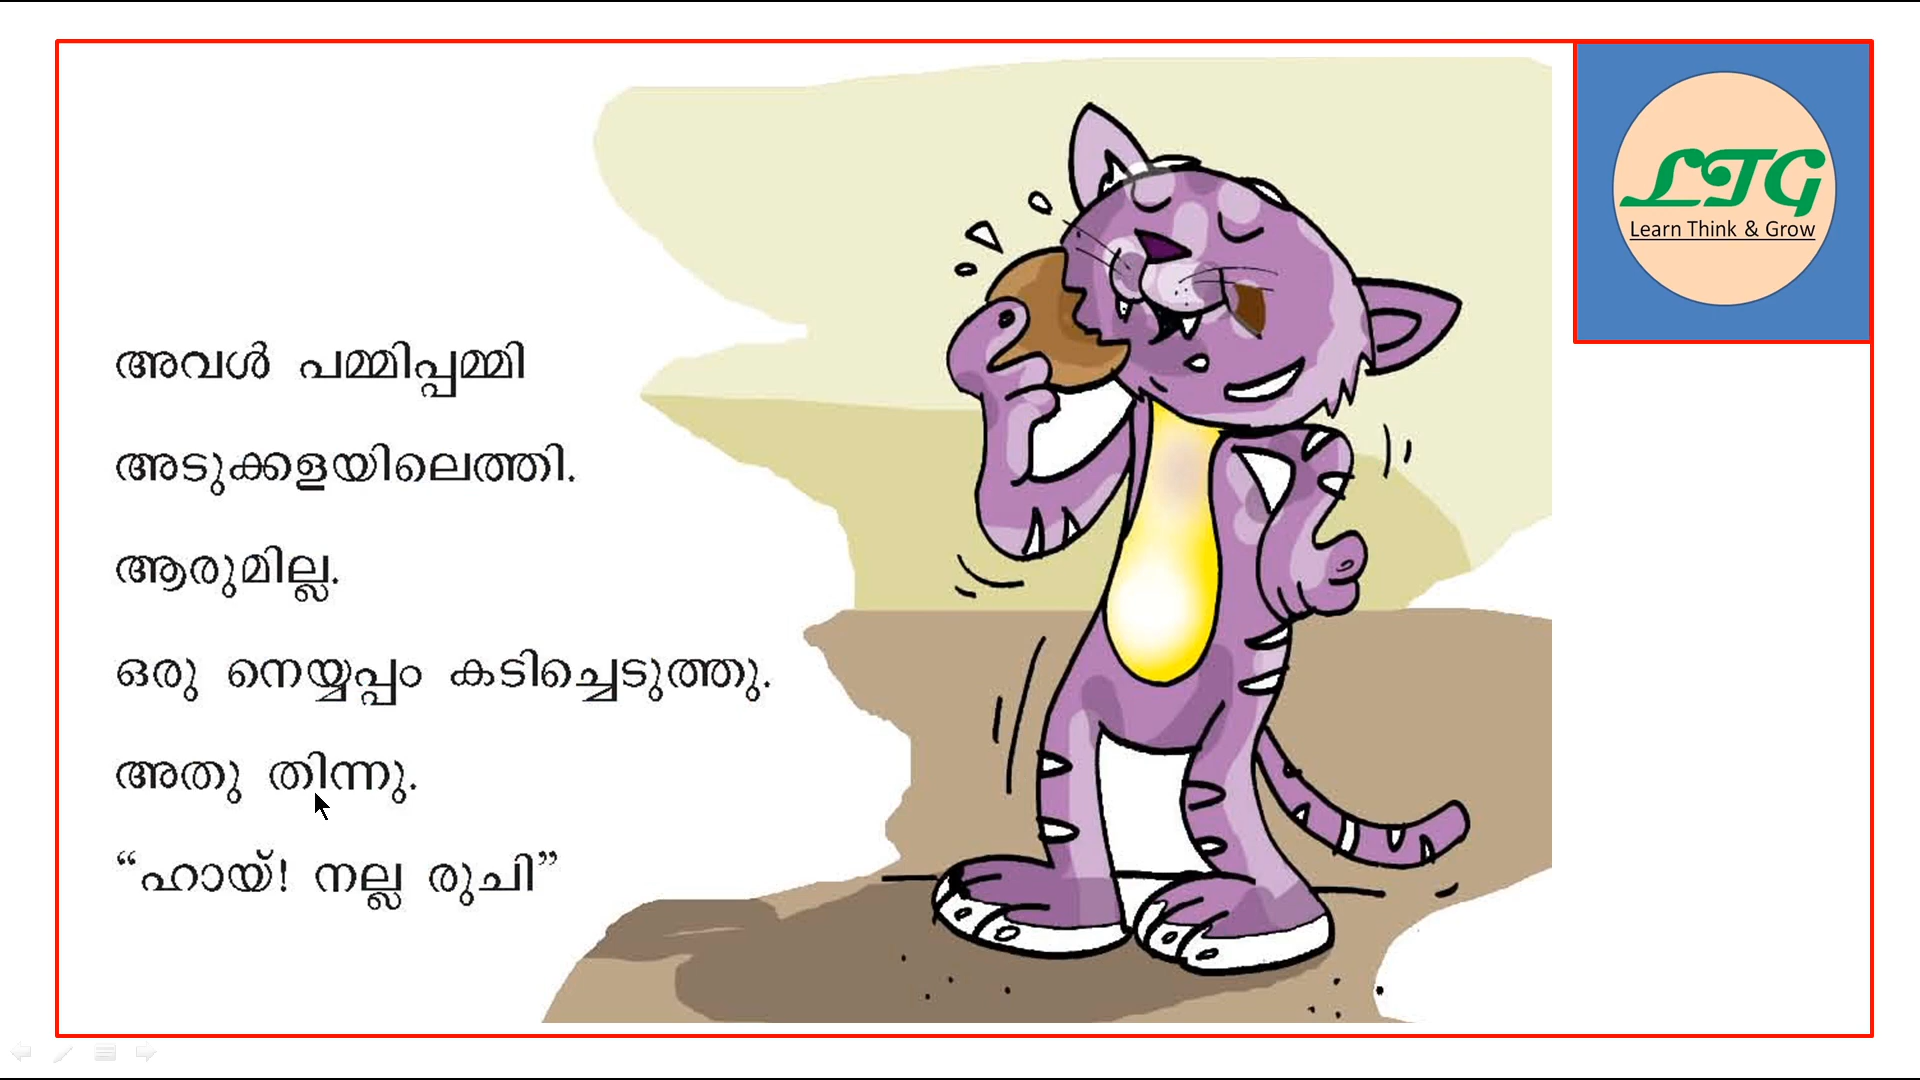 അവൾ പമ്മിപ്പമ്മി
അടുക്കളയിലെത്തി.
ആരുമില്ല.
ഒരു നെയ്യപ്പം കടിച്ചെടുത്തു.
അതു തിന്നു.
“ഹായ്! നല്ല രുചി”
LTG
Learn Think & Grow